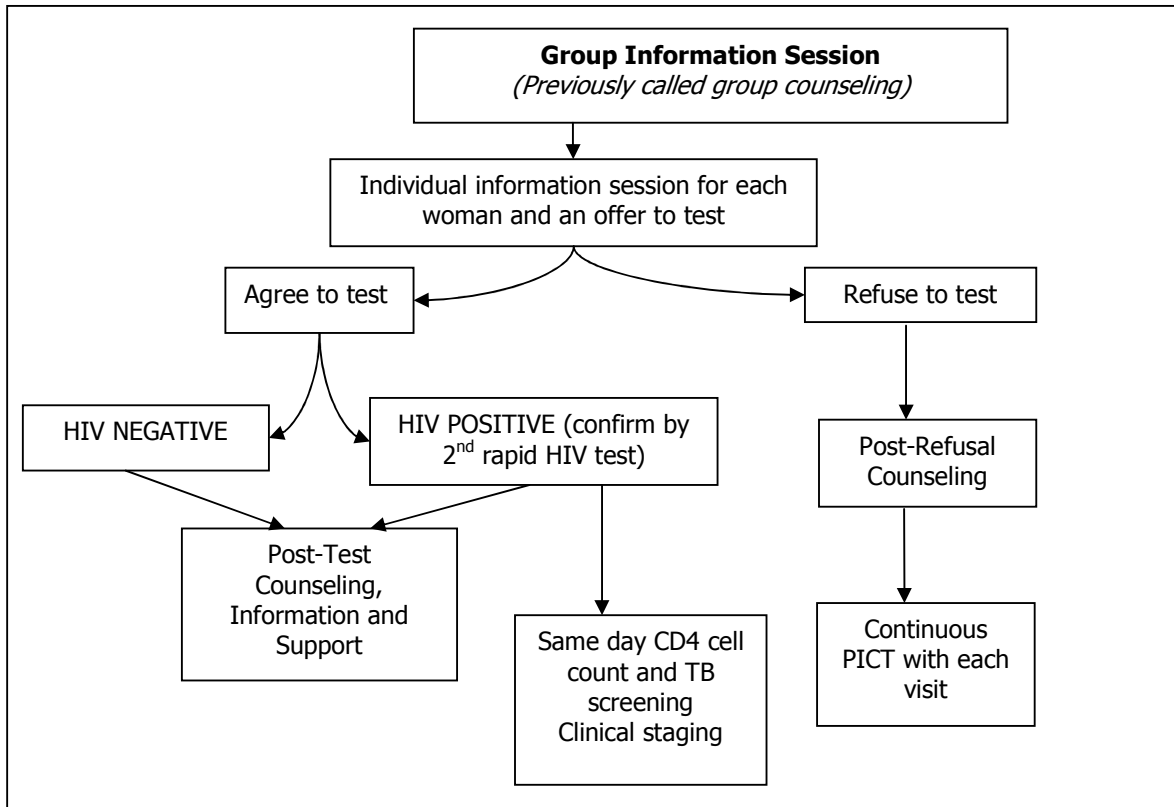 Group Information Session
(Previously called group counseling)
Individual information session for each
woman and an offer to test
Agree to test
Refuse to test
HIV NEGATIVE
HIV POSITIVE (confirm by
2nd rapid HIV test)
Post-Refusal
Counseling
Post-Test
Counseling,
Information and
Support
Same day CD4 cell
count and TB
screening
Clinical staging
Continuous
PICT with each
visit